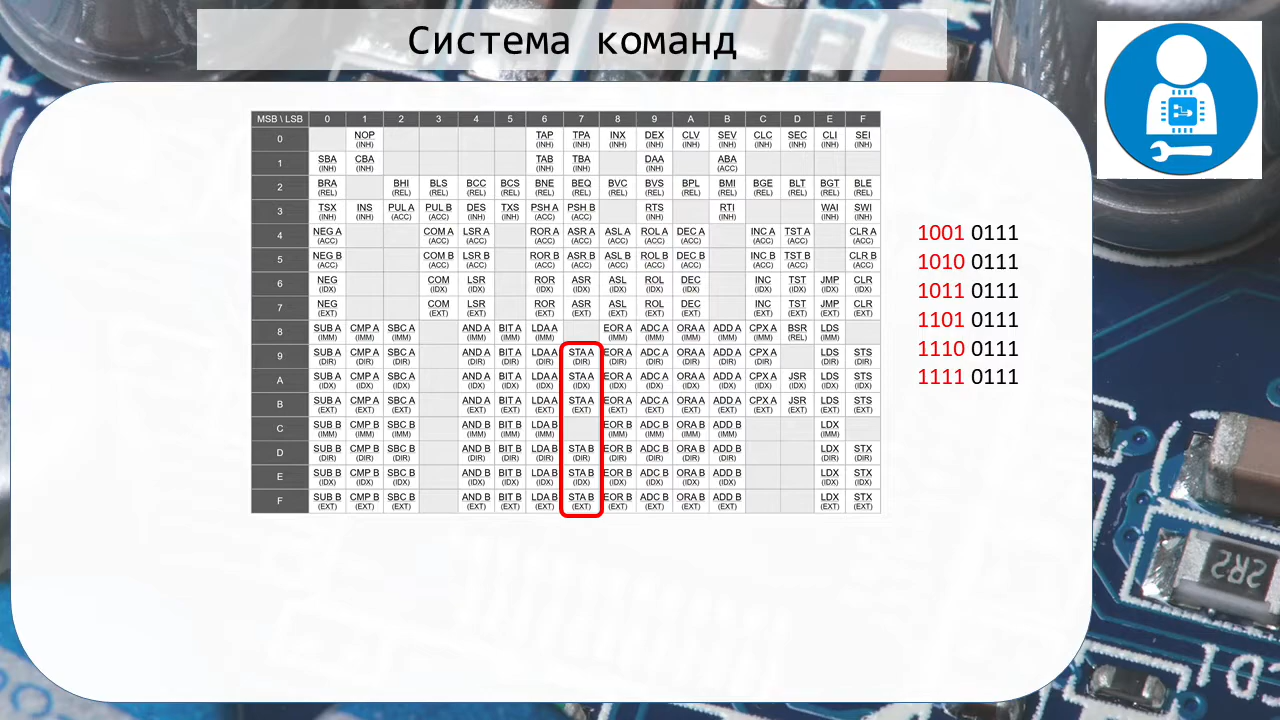 Система команд
MSB \ LSB 0 1 2 3 4 5 6 7 8 9 A B C D E F
0 NOP (INH) TAP (INH) TPA (INH) INX (INH) DEX (INH) CLV (INH) SEV (INH) CLC (INH) SEC (INH) CLI (INH) SEI (INH)
1 SBA (INH) CBA (INH) TAB (INH) TBA (INH) DAA (INH) ABA (ACC)
2 BRA (REL) BHI (REL) BLS (REL) BCC (REL) BCS (REL) BNE (REL) BEQ (REL) BVC (REL) BVS (REL) BPL (REL) BMI (REL) BGE (REL) BLT (REL) BGT (REL) BLE (REL)
3 TSX (INH) INS (INH) PUL A (ACC) PUL B (ACC) DES (INH) TXS (INH) PSH A (ACC) PSH B (ACC) RTS (INH) RTI (INH) WAI (INH) SWI (INH)
4 NEG A (ACC) COM A (ACC) LSR A (ACC) ROR A (ACC) ASR A (ACC) ASL A (ACC) ROL A (ACC) DEC A (ACC) INC A (ACC) TST A (ACC) CLR A (ACC)
5 NEG B (ACC) COM B (ACC) LSR B (ACC) ROR B (ACC) ASR B (ACC) ASL B (ACC) ROL B (ACC) DEC B (ACC) INC B (ACC) TST B (ACC) CLR B (ACC)
6 NEG (IDX) COM (IDX) LSR (IDX) ROR (IDX) ASR (IDX) ASL (IDX) ROL (IDX) DEC (IDX) INC (IDX) TST (IDX) JMP (IDX) CLR (IDX)
7 NEG (EXT) COM (EXT) LSR (EXT) ROR (EXT) ASR (EXT) ASL (EXT) ROL (EXT) DEC (EXT) INC (EXT) TST (EXT) JMP (EXT) CLR (EXT)
8 SUB A (IMM) CMP A (IMM) SBC A (IMM) AND A (IMM) BIT A (IMM) LDA A (IMM) EOR A (IMM) ADC A (IMM) ORA A (IMM) ADD A (IMM) CPX A (IMM) BSR (REL) LDS (IMM)
9 SUB A (DIR) CMP A (DIR) SBC A (DIR) AND A (DIR) BIT A (DIR) LDA A (DIR) STA A (DIR) EOR A (DIR) ADC A (DIR) ORA A (DIR) ADD A (DIR) CPX A (DIR) LDS (DIR) STS (DIR)
A SUB A (IDX) CMP A (IDX) SBC A (IDX) AND A (IDX) BIT A (IDX) LDA A (IDX) STA A (IDX) EOR A (IDX) ADC A (IDX) ORA A (IDX) ADD A (IDX) CPX A (IDX) JSR (IDX) LDS (IDX) STS (IDX)
B SUB A (EXT) CMP A (EXT) SBC A (EXT) AND A (EXT) BIT A (EXT) LDA A (EXT) STA A (EXT) EOR A (EXT) ADC A (EXT) ORA A (EXT) ADD A (EXT) CPX A (EXT) JSR (EXT) LDS (EXT) STS (EXT)
C SUB B (IMM) CMP B (IMM) SBC B (IMM) AND B (IMM) BIT B (IMM) LDA B (IMM) EOR B (IMM) ADC B (IMM) ORA B (IMM) ADD B (IMM) LDX (IMM)
D SUB B (DIR) CMP B (DIR) SBC B (DIR) AND B (DIR) BIT B (DIR) LDA B (DIR) STA B (DIR) EOR B (DIR) ADC B (DIR) ORA B (DIR) ADD B (DIR) LDX (DIR) STX (DIR)
E SUB B (IDX) CMP B (IDX) SBC B (IDX) AND B (IDX) BIT B (IDX) LDA B (IDX) STA B (IDX) EOR B (IDX) ADC B (IDX) ORA B (IDX) ADD B (IDX) LDX (IDX) STX (IDX)
F SUB B (EXT) CMP B (EXT) SBC B (EXT) AND B (EXT) BIT B (EXT) LDA B (EXT) STA B (EXT) EOR B (EXT) ADC B (EXT) ORA B (EXT) ADD B (EXT) LDX (EXT) STX (EXT)
1001 0111
1010 0111
1011 0111
1101 0111
1110 0111
1111 0111
2R2